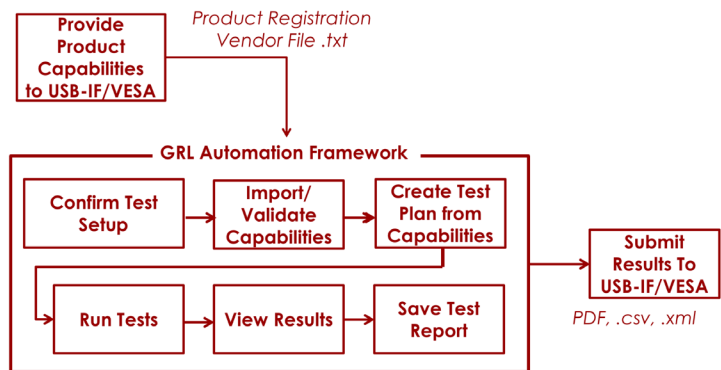 Provide
Product
Capabilities
to USB-IF/VESA
Product Registration
Vendor File .txt
GRL Automation Framework
Confirm Test
Setup
Import/
Validate
Capabilities
Create Test
Plan from
Capabilities
Run Tests
View Results
Save Test
Report
Submit
Results To
USB-IF/VESA
PDF, .csv, .xml